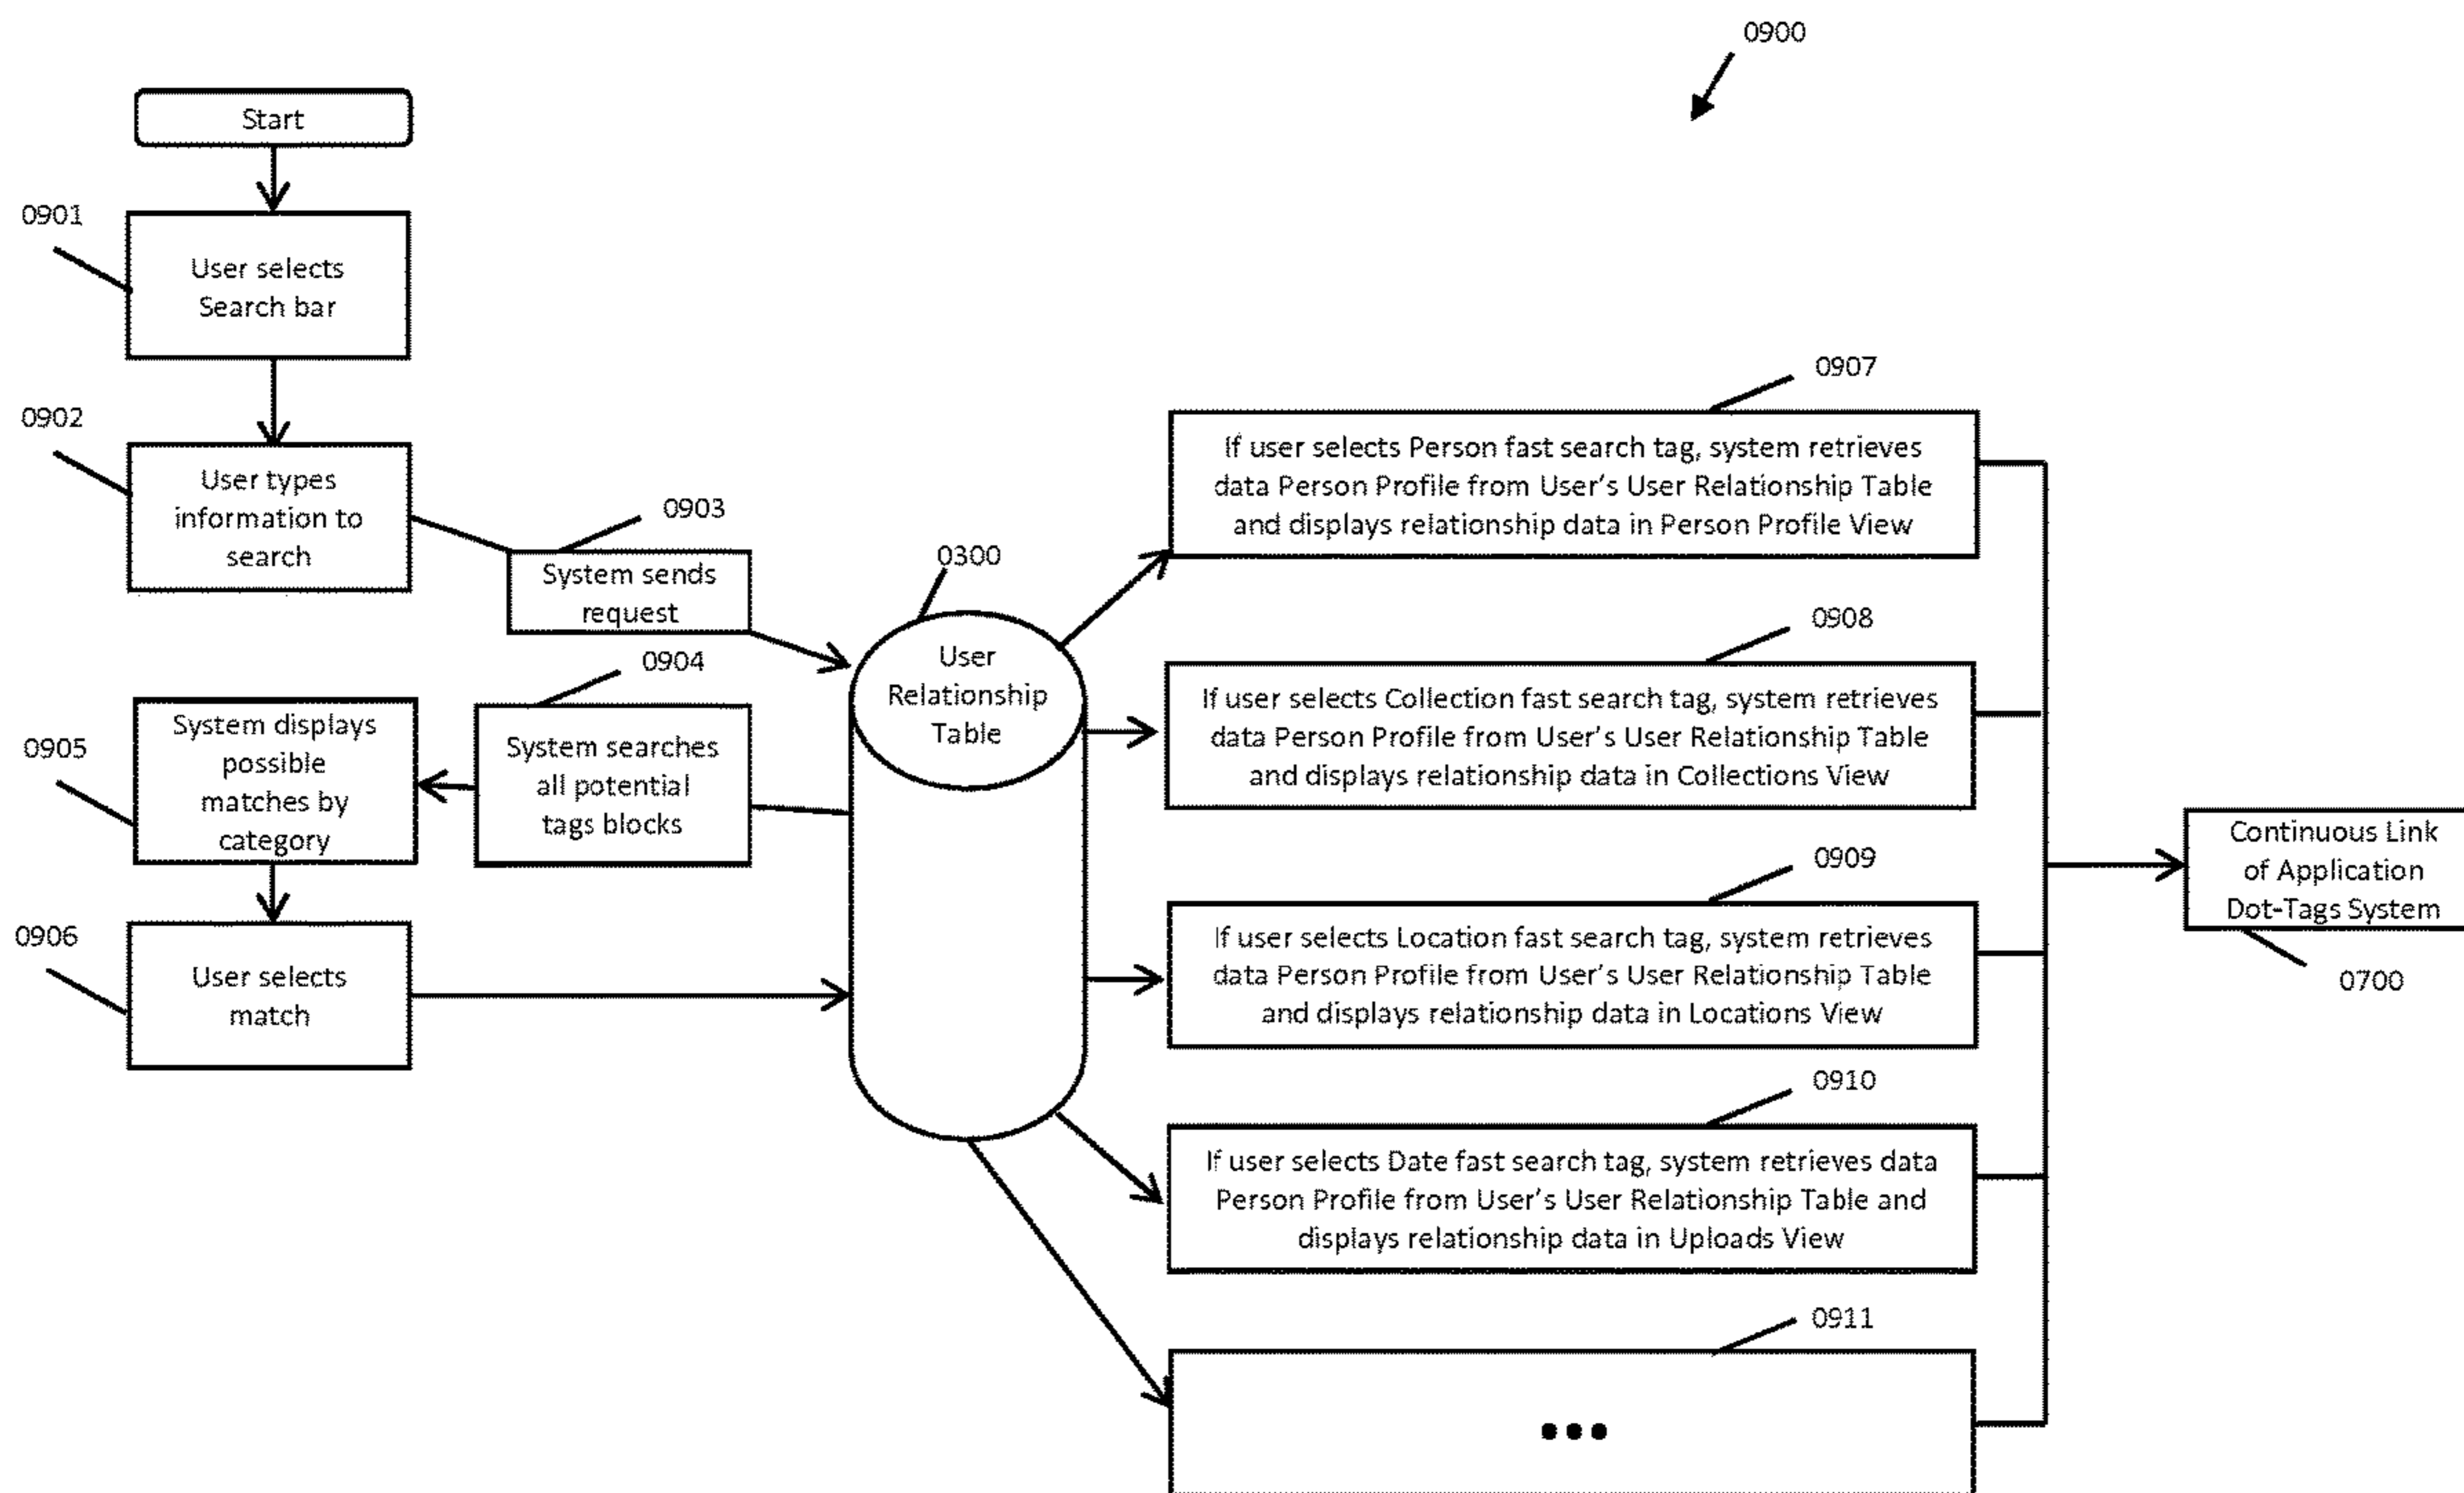 0900
Start
0901
User selects
Search bar
0902
User types
information to
search
0903
System sends
request
0300
User
Relationship
Table
0904
System searches
all potential
tags blocks
0905
System displays
possible
matches by
category
0906
User selects
match
0907
If user selects Person fast search tag, system retrieves
data Person Profile from User's User Relationship Table
and displays relationship data in Person Profile View
0908
If user selects Collection fast search tag, system retrieves
data Person Profile from User's User Relationship Table
and displays relationship data in Collections View
0909
If user selects Location fast search tag, system retrieves
data Person Profile from User's User Relationship Table
and displays relationship data in Locations View
0910
If user selects Date fast search tag, system retrieves data
Person Profile from User's User Relationship Table and
displays relationship data in Uploads View
0911
•••
Continuous Link
of Application
Dot-Tags System
0700